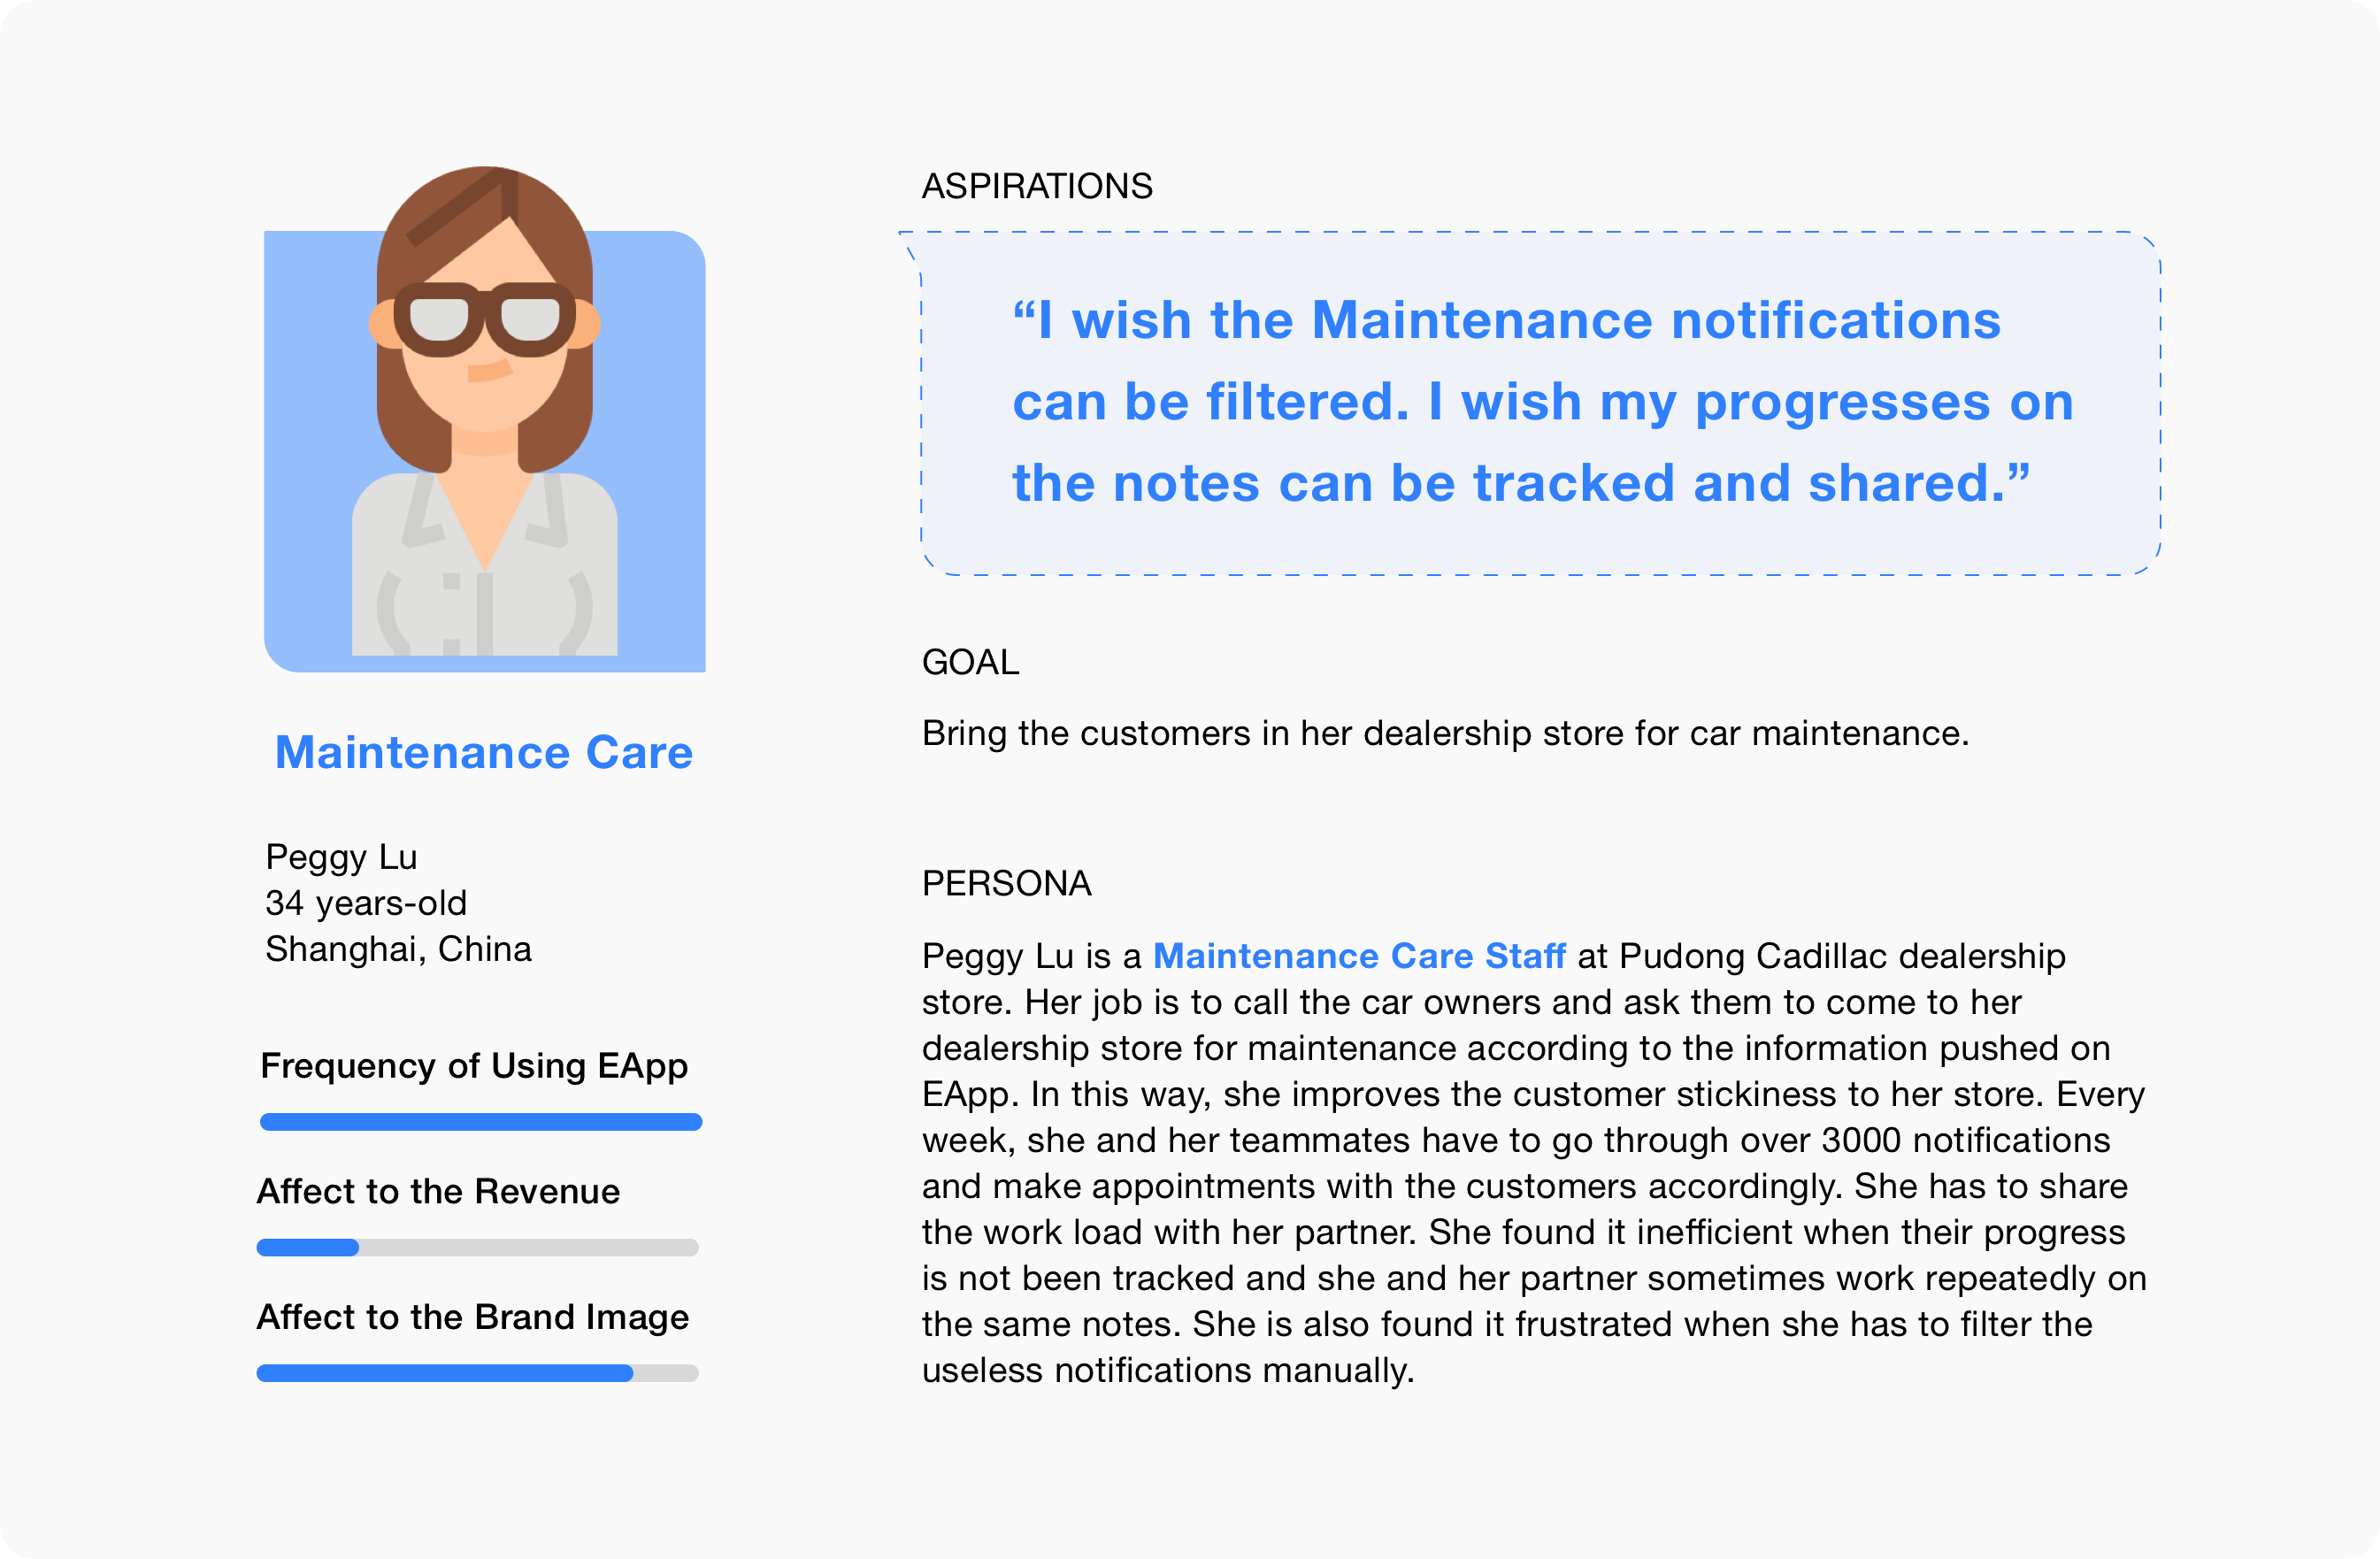 Maintenance Care
Peggy Lu
34 years-old
Shanghai, China
Frequency of Using EApp
Affect to the Revenue
Affect to the Brand Image
ASPIRATIONS
“I wish the Maintenance notifications
can be filtered. I wish my progresses on
the notes can be tracked and shared.”
GOAL
Bring the customers in her dealership store for car maintenance.
PERSONA
Peggy Lu is a Maintenance Care Staff at Pudong Cadillac dealership
store. Her job is to call the car owners and ask them to come to her
dealership store for maintenance according to the information pushed on
EApp. In this way, she improves the customer stickiness to her store. Every
week, she and her teammates have to go through over 3000 notifications
and make appointments with the customers accordingly. She has to share
the work load with her partner. She found it inefficient when their progress
is not been tracked and she and her partner sometimes work repeatedly on
the same notes. She is also found it frustrated when she has to filter the
useless notifications manually.